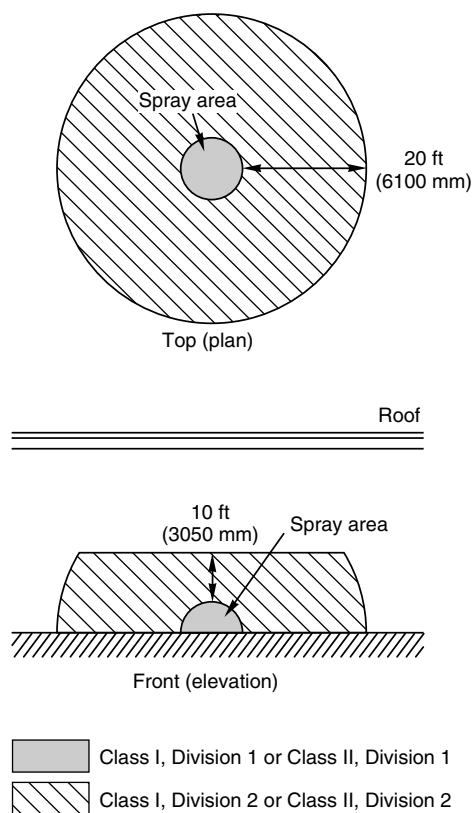 Spray area
20 ft
(6100 mm)
Top (plan)
Roof
10 ft
(3050 mm)
Spray area
Front (elevation)
Class I, Division 1 or Class II, Division 1
Class I, Division 2 or Class II, Division 2